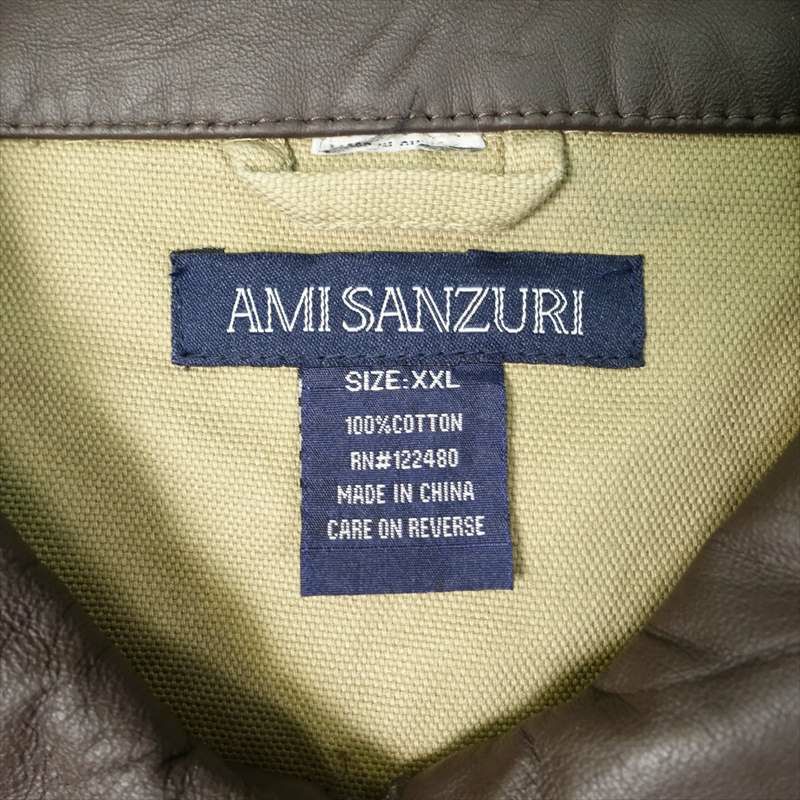 AMI SANZURI
SIZE:XXL
100%COTTON
RN#122480
MADE IN CHINA
CARE ON REVERSE